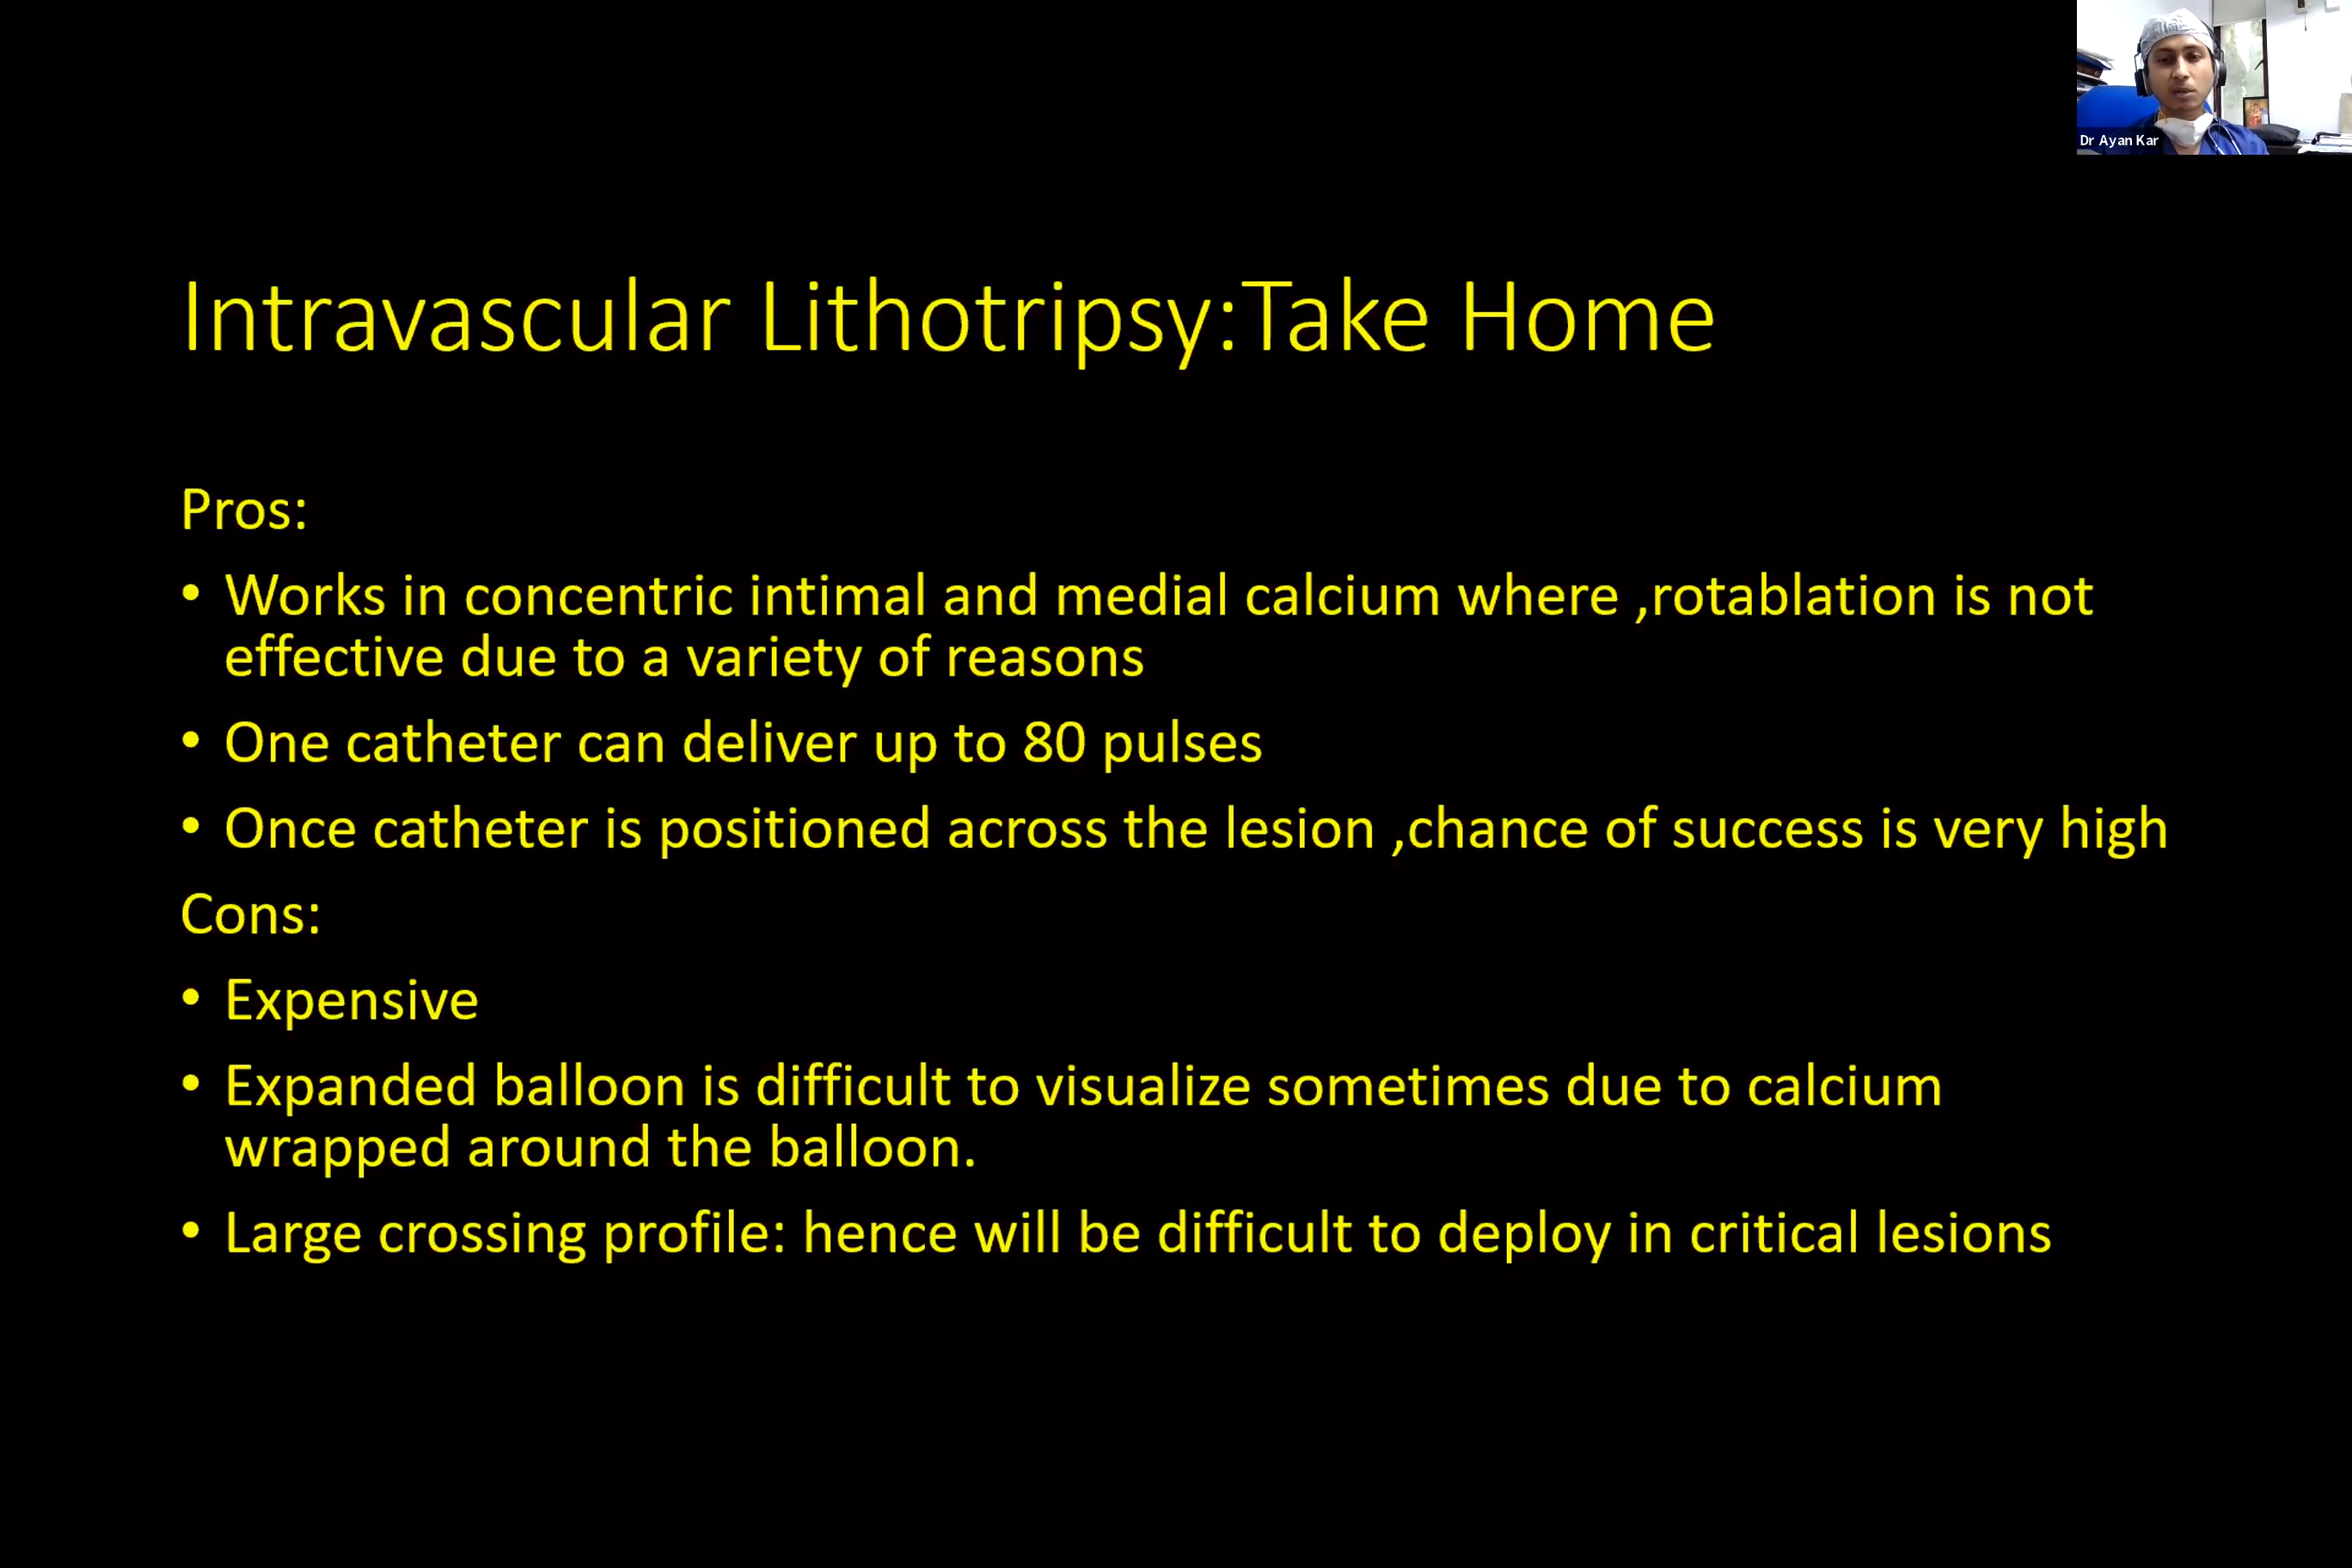 Dr Ayan Kar
Intravascular Lithotripsy:Take Home
Pros:
• Works in concentric intimal and medial calcium where ,rotablation is not
effective due to a variety of reasons
• One catheter can deliver up to 80 pulses
• Once catheter is positioned across the lesion ,chance of success is very high
Cons:
• Expensive
• Expanded balloon is difficult to visualize sometimes due to calcium
wrapped around the balloon.
• Large crossing profile: hence will be difficult to deploy in critical lesions